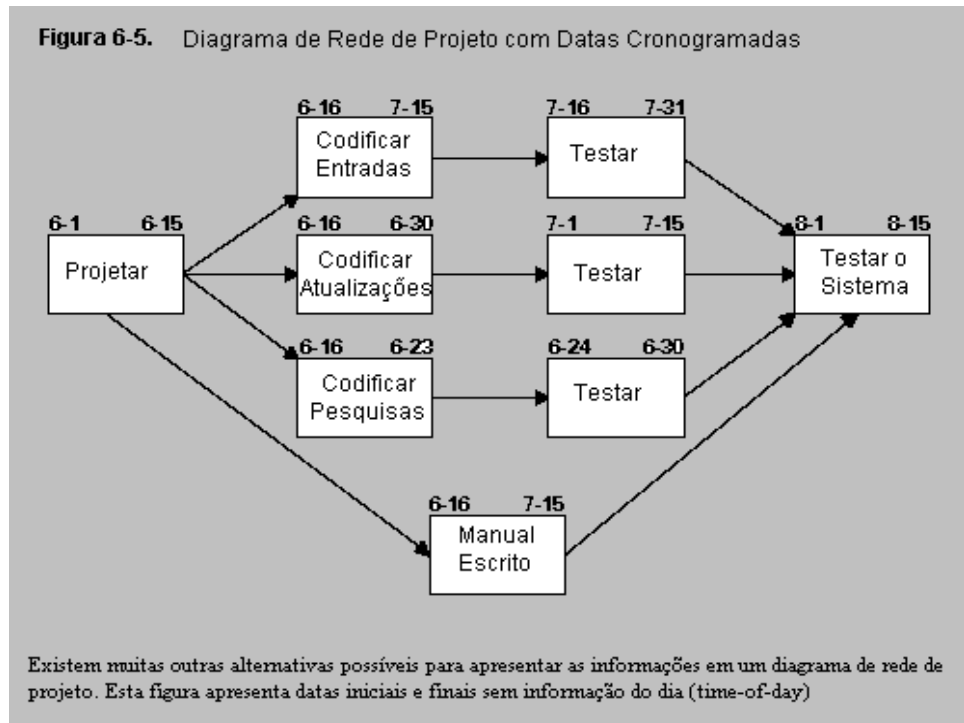 Figura 6-5. Diagrama de Rede de Projeto com Datas Cronogramadas
6-16 7-15
Codificar
Entradas
7-16 7-31
Testar
6-1 6-15
Projetar
6-16 6-30
Codificar
Atualizações
7-1 7-15
Testar
8-1 8-15
Testar o
Sistema
6-16 6-23
Codificar
Pesquisas
6-24 6-30
Testar
6-16 7-15
Manual
Escrito
Existem muitas outras alternativas possíveis para apresentar as informações em um diagrama de rede de
projeto. Esta figura apresenta datas iniciais e finais sem informação do dia (time-of-day)